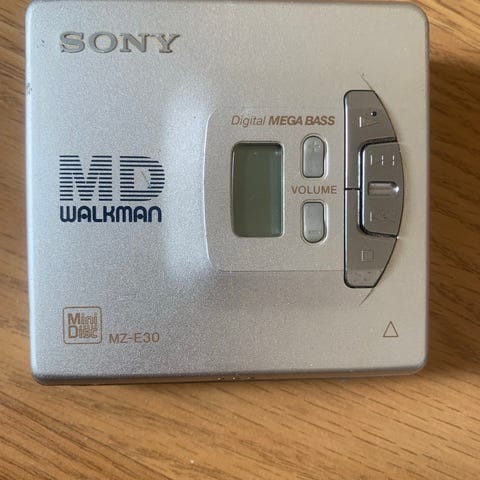 SONY
Digital MEGA BASS
MD
WALKMAN
+
VOLUME
-
Mini
Disc
MZ-E30